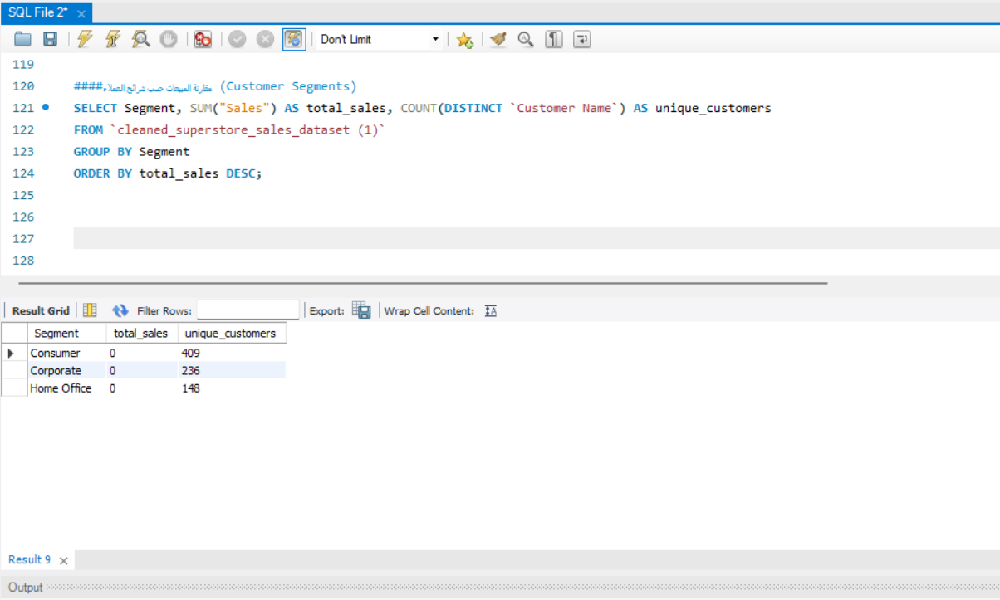 SQL File 2*
Don't Limit
119
120 ####مقارنة المبيعات حسب شرائح العملاء (Customer Segments)
121 SELECT Segment, SUM("Sales") AS total_sales, COUNT(DISTINCT `Customer Name`) AS unique_customers
122 FROM `cleaned_superstore_sales_dataset (1)`
123 GROUP BY Segment
124 ORDER BY total_sales DESC;
125
126
127
128
Result Grid Filter Rows: Export: Wrap Cell Content:
Segment total_sales unique_customers
Consumer 0 409
Corporate 0 236
Home Office 0 148
Result 9
Output